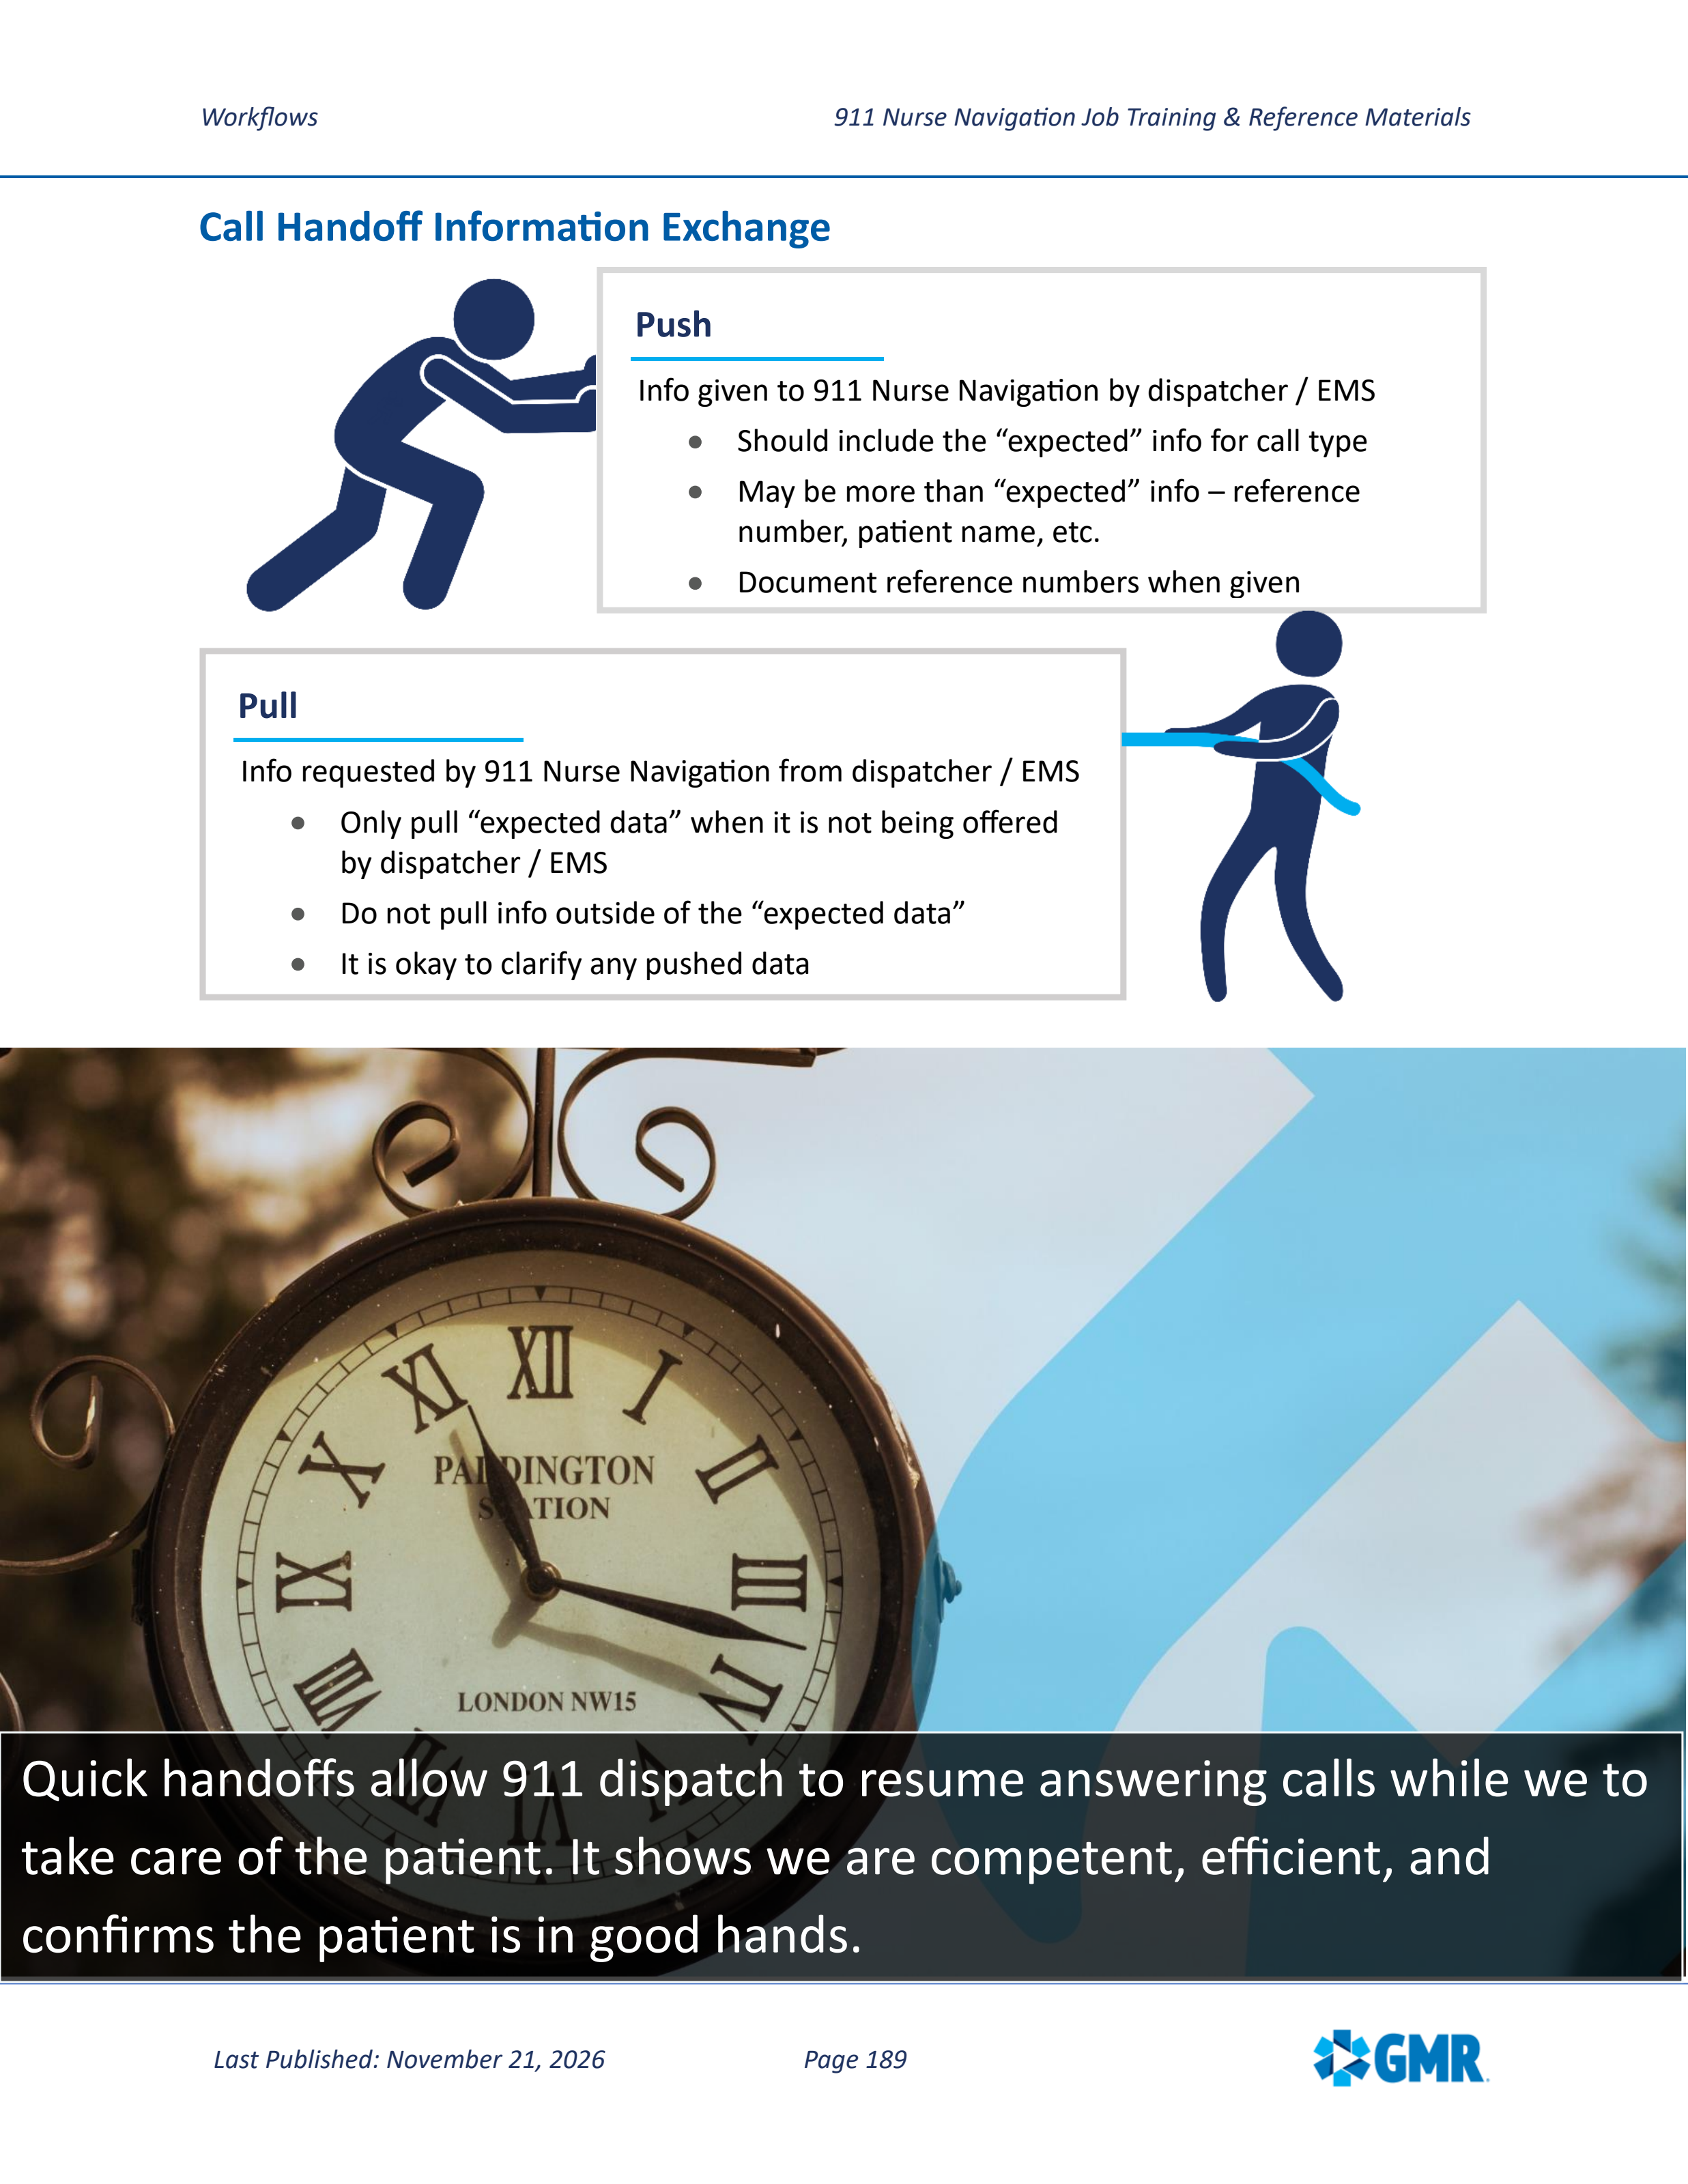 Workflows
911 Nurse Navigation Job Training & Reference Materials
Call Handoff Information Exchange
Push
Info given to 911 Nurse Navigation by dispatcher / EMS
● Should include the “expected” info for call type
● May be more than “expected” info – reference
number, patient name, etc.
● Document reference numbers when given
Pull
Info requested by 911 Nurse Navigation from dispatcher / EMS
● Only pull “expected data” when it is not being offered
by dispatcher / EMS
● Do not pull info outside of the “expected data”
● It is okay to clarify any pushed data
XII
XI
I
X
II
PADDINGTON
STATION
IX
III
VIII
IV
LONDON NW15
VII
V
VI
Quick handoffs allow 911 dispatch to resume answering calls while we to
take care of the patient. It shows we are competent, efficient, and
confirms the patient is in good hands.
Last Published: November 21, 2026
Page 189
GMR